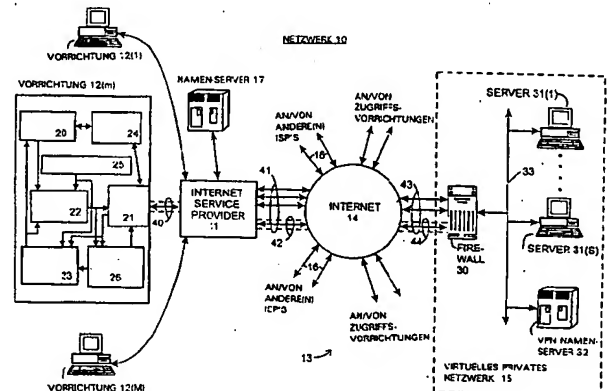 NETZWERK 10
VORRICHTUNG 12(1)
VORRICHTUNG 12(m)
20
24
25
22
21
23
26
40
NAMEN-SERVER 17
INTERNET
SERVICE
PROVIDER
11
41
42
AN/VON
ANDERE(N)
ISP'S
16
AN/VON
ZUGRIFFS-
VORRICHTUNGEN
INTERNET
14
16
AN/VON
ANDERE(N)
ISP'S
AN/VON
ZUGRIFFS-
VORRICHTUNGEN
13
43
44
FIRE-
WALL
30
SERVER 31(1)
33
SERVER 31(S)
VPN NAMEN-
SERVER 32
VIRTUELLES PRIVATES
NETZWERK 15
VORRICHTUNG 12(M)